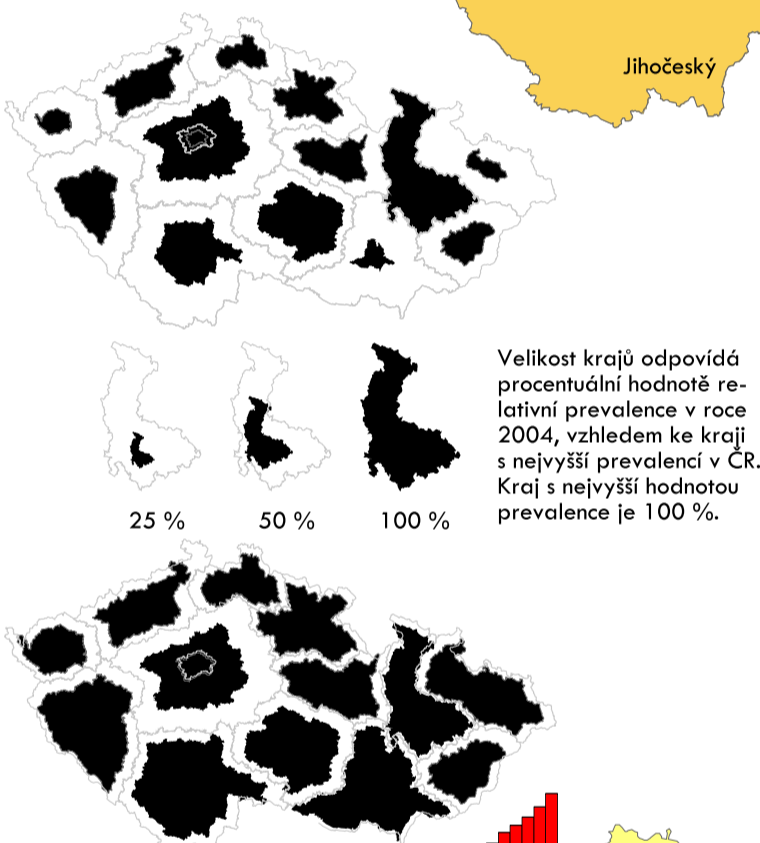 Jihočeský
Velikost krajů odpovídá
procentuální hodnotě re-
lativní prevalence v roce
2004, vzhledem ke kraji
s nejvyšší prevalencí v ČR.
Kraj s nejvyšší hodnotou
prevalence je 100 %.
25 %
50 %
100 %